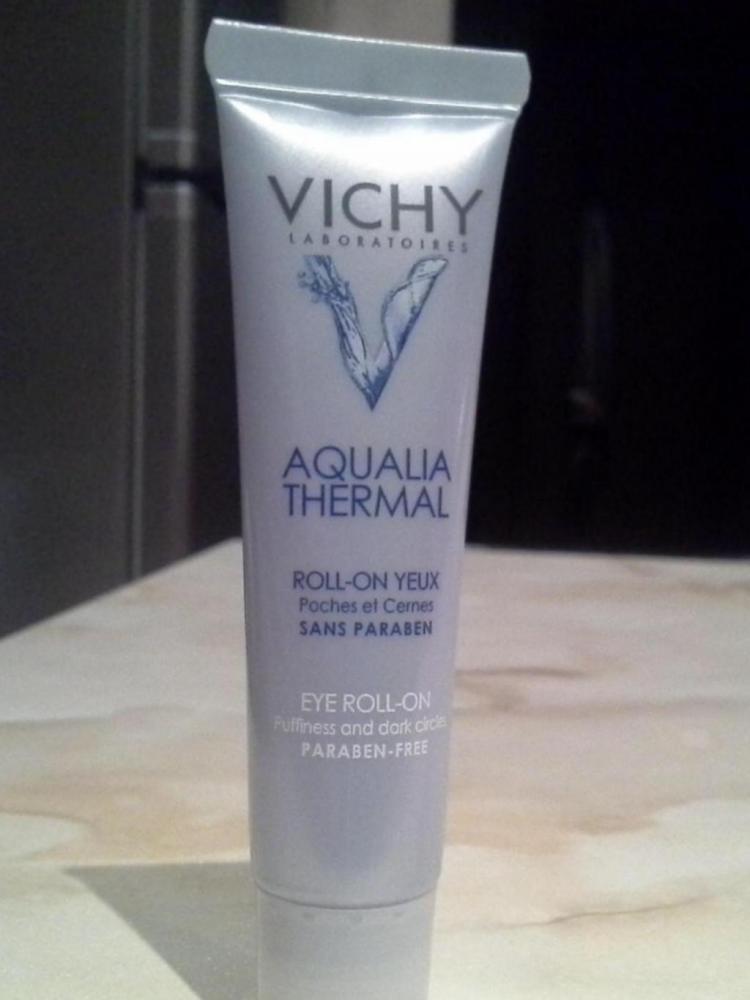 VICHY
LABORATOIRES
AQUALIA
THERMAL
ROLL-ON YEUX
Poches et Cernes
SANS PARABEN
EYE ROLL-ON
Puffiness and dark circles
PARABEN-FREE